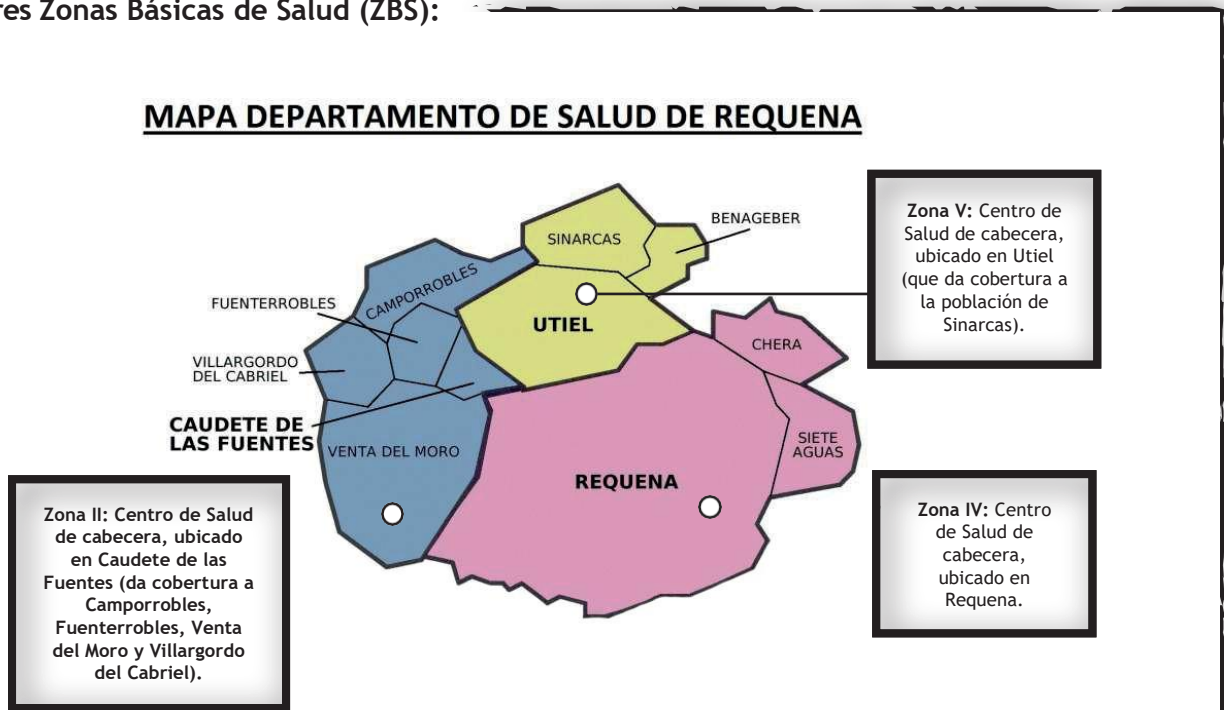 res Zonas Básicas de Salud (ZBS):
MAPA DEPARTAMENTO DE SALUD DE REQUENA
Zona V: Centro de
Salud de cabecera,
ubicado en Utiel
(que da cobertura a
la población de
Sinarcas).
BENAGEBER
SINARCAS
CAMPORROBLES
FUENTERROBLES
UTIEL
CHERA
VILLARGORDO
DEL CABRIEL
CAUDETE DE
LAS FUENTES
VENTA DEL MORO
SIETE
AGUAS
REQUENA
Zona II: Centro de Salud
de cabecera, ubicado
en Caudete de las
Fuentes (da cobertura a
Camporrobles,
Fuenterrobles, Venta
del Moro y Villargordo
del Cabriel).
Zona IV: Centro
de Salud de
cabecera,
ubicado en
Requena.